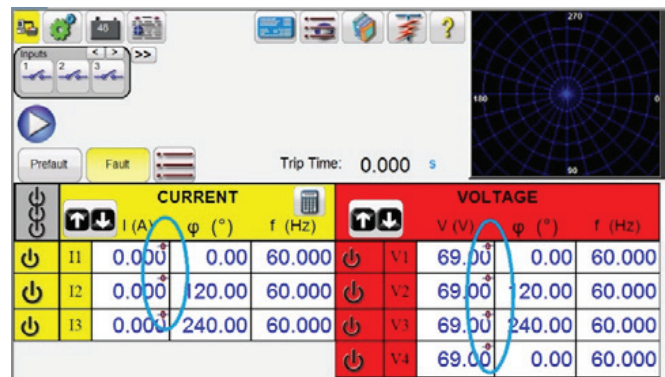 48
?
Inputs < > >>
1 2 3
270
180 0
90
Prefault Fault Trip Time: 0.000 s
CURRENT VOLTAGE
I (A) φ (°) f (Hz) V (V) φ (°) f (Hz)
I1 0.000 0.00 60.000 V1 69.00 0.00 60.000
I2 0.000 120.00 60.000 V2 69.00 120.00 60.000
I3 0.000 240.00 60.000 V3 69.00 240.00 60.000
V4 69.00 0.00 60.000